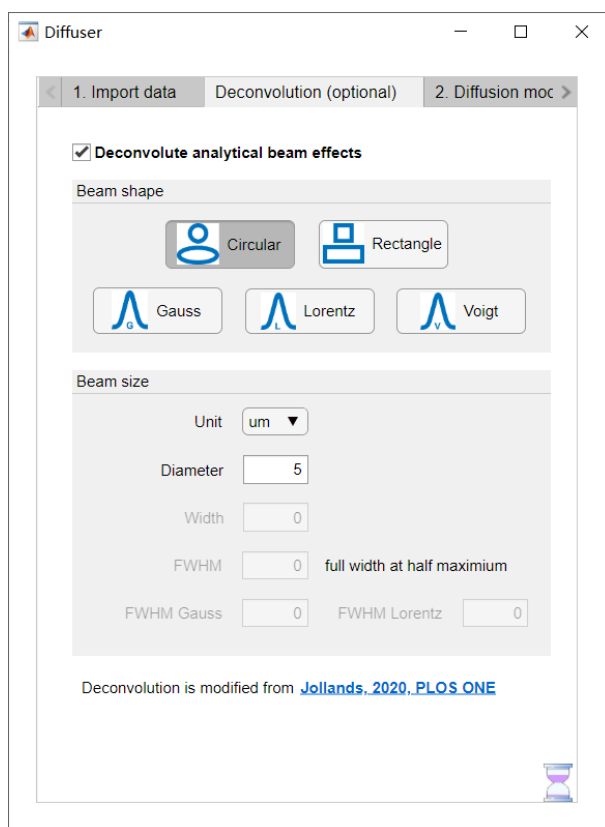 Diffuser
1. Import data Deconvolution (optional) 2. Diffusion moc
Deconvolute analytical beam effects
Beam shape
Circular Rectangle
G Gauss L Lorentz V Voigt
Beam size
Unit um
Diameter 5
Width 0
FWHM 0 full width at half maximium
FWHM Gauss 0 FWHM Lorentz 0
Deconvolution is modified from Jollands, 2020, PLOS ONE